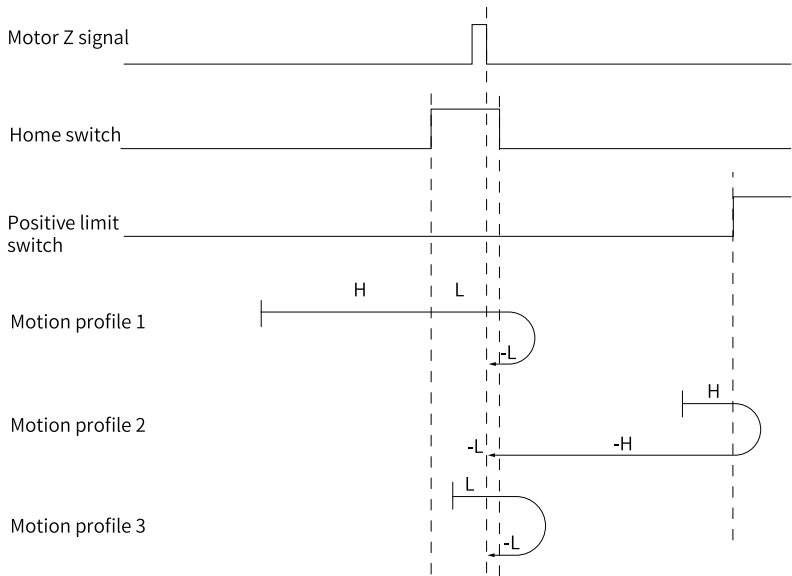 Motor Z signal
Home switch
Positive limit
switch
H
L
Motion profile 1
-L
H
Motion profile 2
-L
-H
L
Motion profile 3
-L